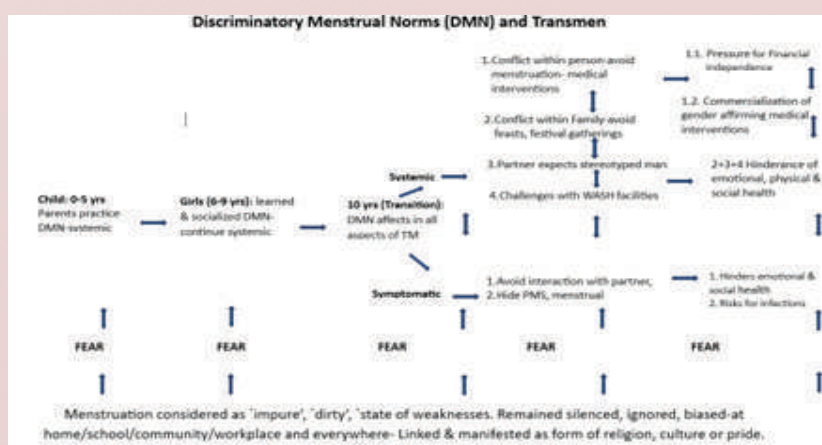 Discriminatory Menstrual Norms (DMN) and Transmen
1.Conflict within person-avoid
menstruation- medical
interventions
1.1. Pressure for Financial
independence
2.Conflict within Family-avoid
feasts, festival gatherings
1.2. Commercialization of
gender affirming medical
interventions
Systemic
3.Partner expects stereotyped man
4.Challenges with WASH facilities
2+3+4 Hinderance of
emotional, physical &
social health
Child: 0-5 yrs
Parents practice
DMN-systemic
Girls (6-9 yrs): learned
& socialized DMN-
continue systemic
10 yrs (Transition):
DMN affects in all
aspects of TM
Symptomatic
1.Avoid interaction with partner,
2.Hide PMS, menstrual
1. Hinders emotional &
social health
2. Risks for infections
FEAR FEAR FEAR FEAR FEAR
Menstruation considered as `impure', `dirty', `state of weaknesses. Remained silenced, ignored, biased-at
home/school/community/workplace and everywhere- Linked & manifested as form of religion, culture or pride.